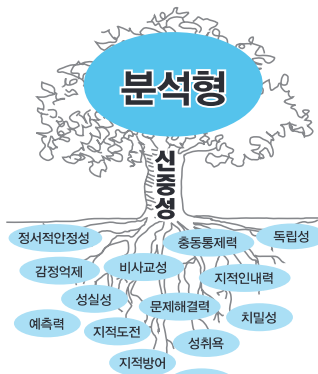 분석형
신중성
정서적안정성
충동통제력
독립성
감정억제
비사교성
지적인내력
성실성
문제해결력
예측력
지적도전
치밀성
성취욕
지적방어